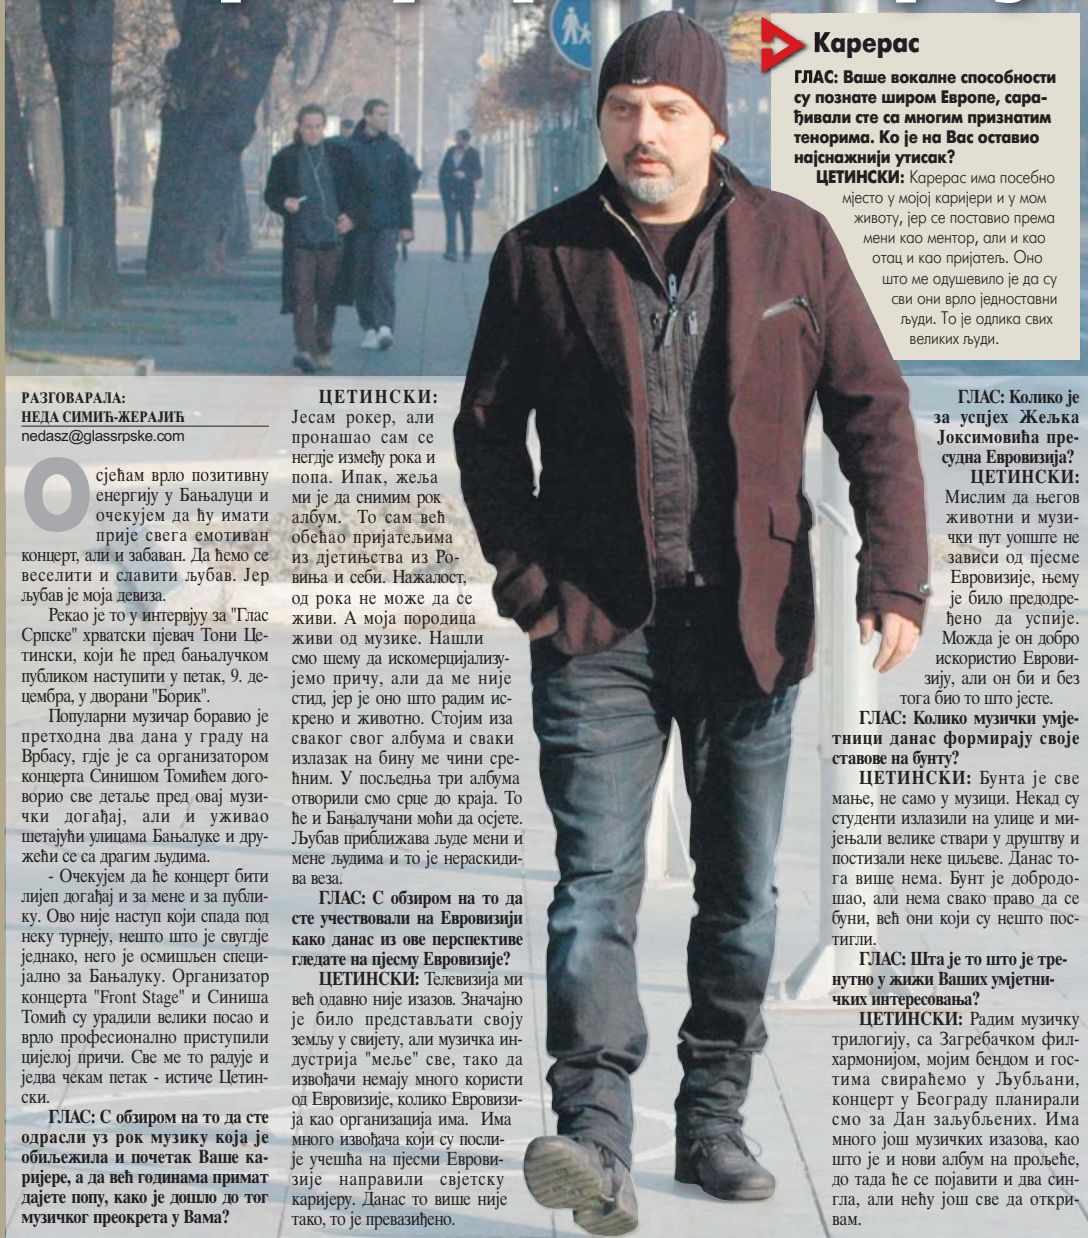 Карерас
ГЛАС: Ваше вокалне способности
су познате широм Европе, сара-
ђивали сте са многим признатим
тенорима. Ко је на Вас оставио
најснажнији утисак?
ЦЕТИНСКИ: Карерас има посебно
мјесто у мојој каријери и у мом
животу, јер се поставио према
мени као ментор, али и као
отац и као пријатељ. Оно
што ме одушевило је да су
сви они врло једноставни
људи. То је одлика свих
великих људи.
РАЗГОВАРАЛА:
НЕДА СИМИЋ-ЖЕРАЈИЋ
nedasz@glassrpske.com
Осјећам врло позитивну
енергију у Бањалуци и
очекујем да ћу имати
прије свега емотиван
концерт, али и забаван. Да ћемо се
веселити и славити љубав. Јер
љубав је моја девиза.
Рекао је то у интервјуу за "Глас
Српске" хрватски пјевач Тони Це-
тински, који ће пред бањалучком
публиком наступити у петак, 9. де-
цембра, у дворани "Борик".
Популарни музичар боравио је
претходна два дана у граду на
Врбасу, гдје је са организатором
концерта Синишом Томићем дого-
ворио све детаље пред овај музи-
чки догађај, али и уживао
шетајући улицама Бањалуке и дру-
жећи се са драгим људима.
- Очекујем да ће концерт бити
лијеп догађај и за мене и за публи-
ку. Ово није наступ који спада под
неку турнеју, нешто што је свугдје
једнако, него је осмишљен специ-
јално за Бањалуку. Организатор
концерта "Front Stage" и Синиша
Томић су урадили велики посао и
врло професионално приступили
цијелој причи. Све ме то радује и
једва чекам петак - истиче Цетин-
ски.
ГЛАС: С обзиром на то да сте
одрасли уз рок музику која је
обиљежила и почетак Ваше ка-
ријере, а да већ годинама примат
дајете попу, како је дошло до тог
музичког преокрета у Вама?
ЦЕТИНСКИ:
Јесам рокер, али
пронашао сам се
негдје између рока и
попа. Ипак, жеља
ми је да снимим рок
албум. То сам већ
обећао пријатељима
из дјетињства из Ро-
виња и себи. Нажалост,
од рока не може да се
живи. А моја породица
живи од музике. Нашли
смо шему да искомерцијализу-
јемо причу, али да ме није
стид, јер је оно што радим ис-
крено и животно. Стојим иза
сваког свог албума и сваки
излазак на бину ме чини сре-
ћним. У посљедња три албума
отворили смо срце до краја. То
ће и Бањалучани моћи да осјете.
Љубав приближава људе мени и
мене људима и то је нераскиди-
ва веза.
ГЛАС: С обзиром на то да
сте учествовали на Евровизији
како данас из ове перспективе
гледате на пјесму Евровизије?
ЦЕТИНСКИ: Телевизија ми
већ одавно није изазов. Значајно
је било представљати своју
земљу у свијету, али музичка ин-
дустрија "меље" све, тако да
извођачи немају много користи
од Евровизије, колико Евровизи-
ја као организација има. Има
много извођача који су посли-
је учешћа на пјесми Еврови-
зије направили свјетску
каријеру. Данас то више није
тако, то је превазиђено.
ГЛАС: Колико је
за успјех Жељка
Јоксимовића пре-
судна Евровизија?
ЦЕТИНСКИ:
Мислим да његов
животни и музи-
чки пут уопште не
зависи од пјесме
Евровизије, њему
је било предодре-
ђено да успије.
Можда је он добро
искористио Еврови-
зију, али он би и без
тога био то што јесте.
ГЛАС: Колико музички умје-
тници данас формирају своје
ставове на бунту?
ЦЕТИНСКИ: Бунта је све
мање, не само у музици. Некад су
студенти излазили на улице и ми-
јењали велике ствари у друштву и
постизали неке циљеве. Данас то-
га више нема. Бунт је добродо-
шао, али нема свако право да се
буни, већ они који су нешто пос-
тигли.
ГЛАС: Шта је то што је тре-
нутно у жижи Ваших умјетни-
чких интересовања?
ЦЕТИНСКИ: Радим музичку
трилогију, са Загребачком фил-
хармонијом, мојим бендом и гос-
тима свираћемо у Љубљани,
концерт у Београду планирали
смо за Дан заљубљених. Има
много још музичких изазова, као
што је и нови албум на прољеће,
до тада ће се појавити и два син-
гла, али нећу још све да откри-
вам.